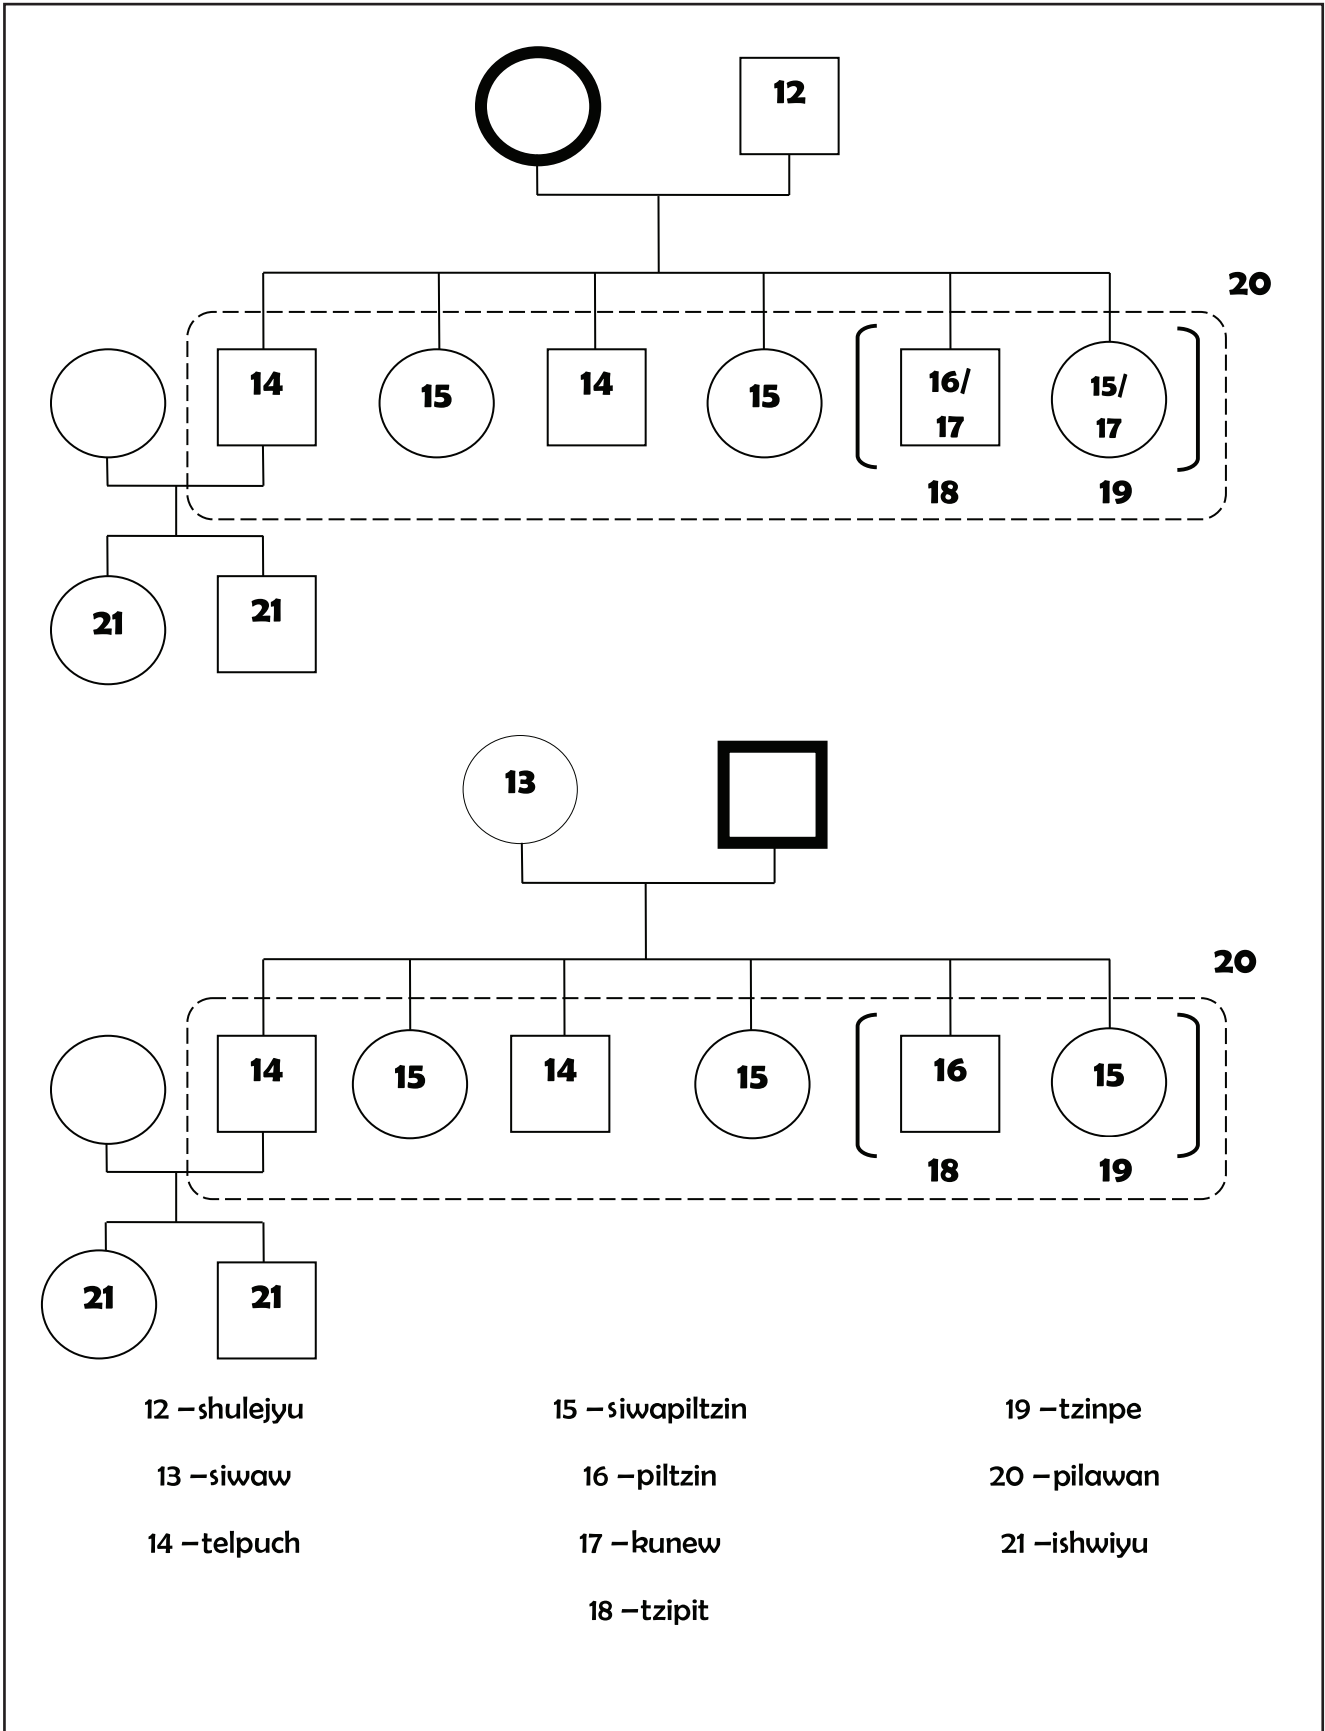 12
20
14
15
14
15
16/
17
15/
17
18
19
21
21
13
20
14
15
14
15
16
15
18
19
21
21
12 –shulejyu
15 –siwapiltzin
19 –tzinpe
13 –siwaw
16 –piltzin
20 –pilawan
14 –telpuch
17 –kunew
21 –ishwiyu
18 –tzipit